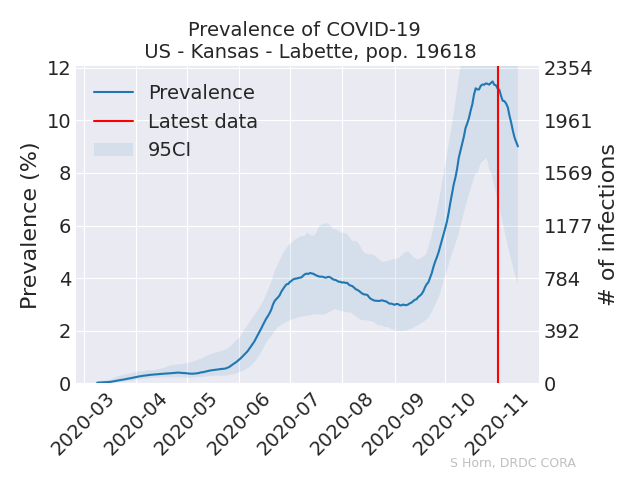 Prevalence of COVID-19
US - Kansas - Labette, pop. 19618
Prevalence
Latest data
95CI
Prevalence (%)
12
10
8
6
4
2
0
2354
1961
1569
1177
784
392
0
# of infections
2020-03
2020-04
2020-05
2020-06
2020-07
2020-08
2020-09
2020-10
2020-11
S Horn, DRDC CORA